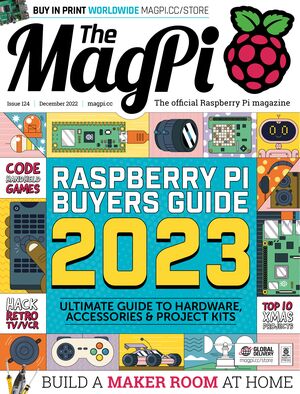 BUY IN PRINT WORLDWIDE MAGPI.CC/STORE
The
MagPi
Issue 124 | December 2022 | magpi.cc
The official Raspberry Pi magazine
CODE
HANDHELD
GAMES
RASPBERRY PI
BUYERS GUIDE
2023
ULTIMATE GUIDE TO HARDWARE,
ACCESSORIES & PROJECT KITS
HACK
RETRO
TV/VCR
TOP 10
XMAS
PROJECTS
GLOBAL
DELIVERY
magpi.cc/store
BUILD A MAKER ROOM AT HOME